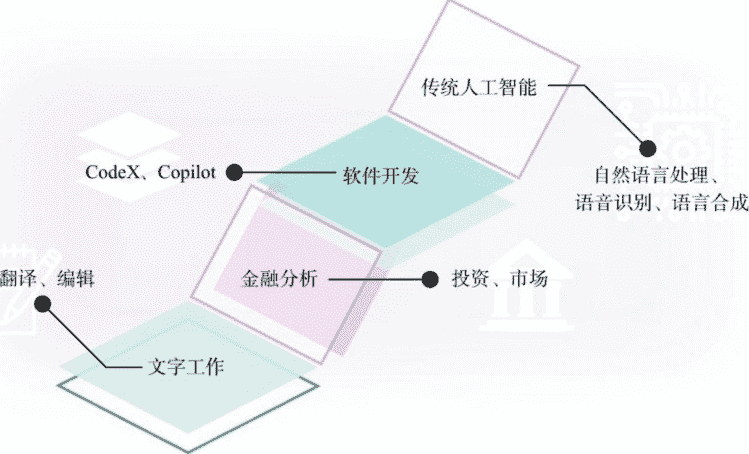 传统人工智能
CodeX、Copilot
软件开发
自然语言处理、
语音识别、语言合成
翻译、编辑
金融分析
投资、市场
文字工作